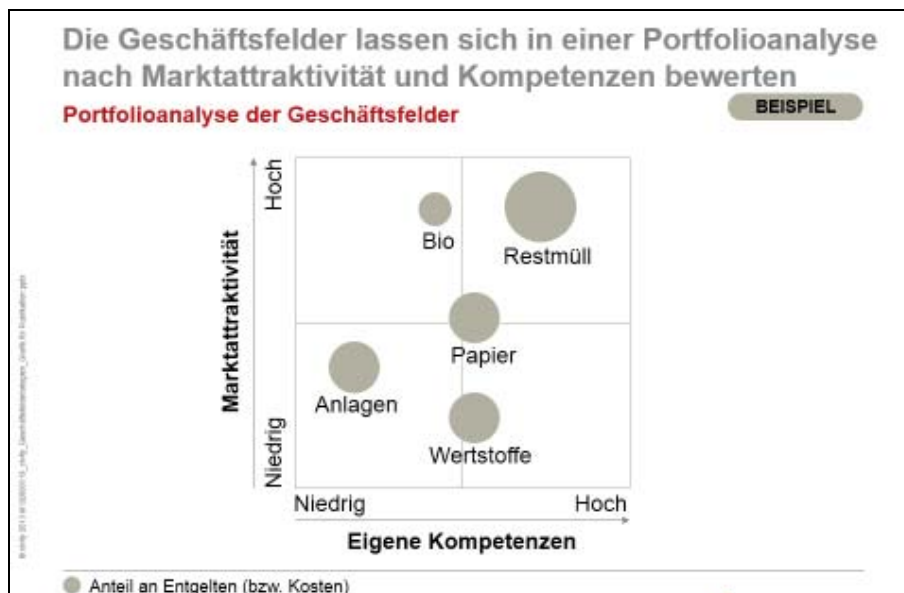 Die Geschäftsfelder lassen sich in einer Portfolioanalyse
nach Marktattraktivität und Kompetenzen bewerten
Portfolioanalyse der Geschäftsfelder
BEISPIEL
Marktattraktivität
Hoch
Niedrig
Bio
Restmüll
Papier
Anlagen
Wertstoffe
Niedrig
Hoch
Eigene Kompetenzen
Anteil an Entgelten (bzw. Kosten)